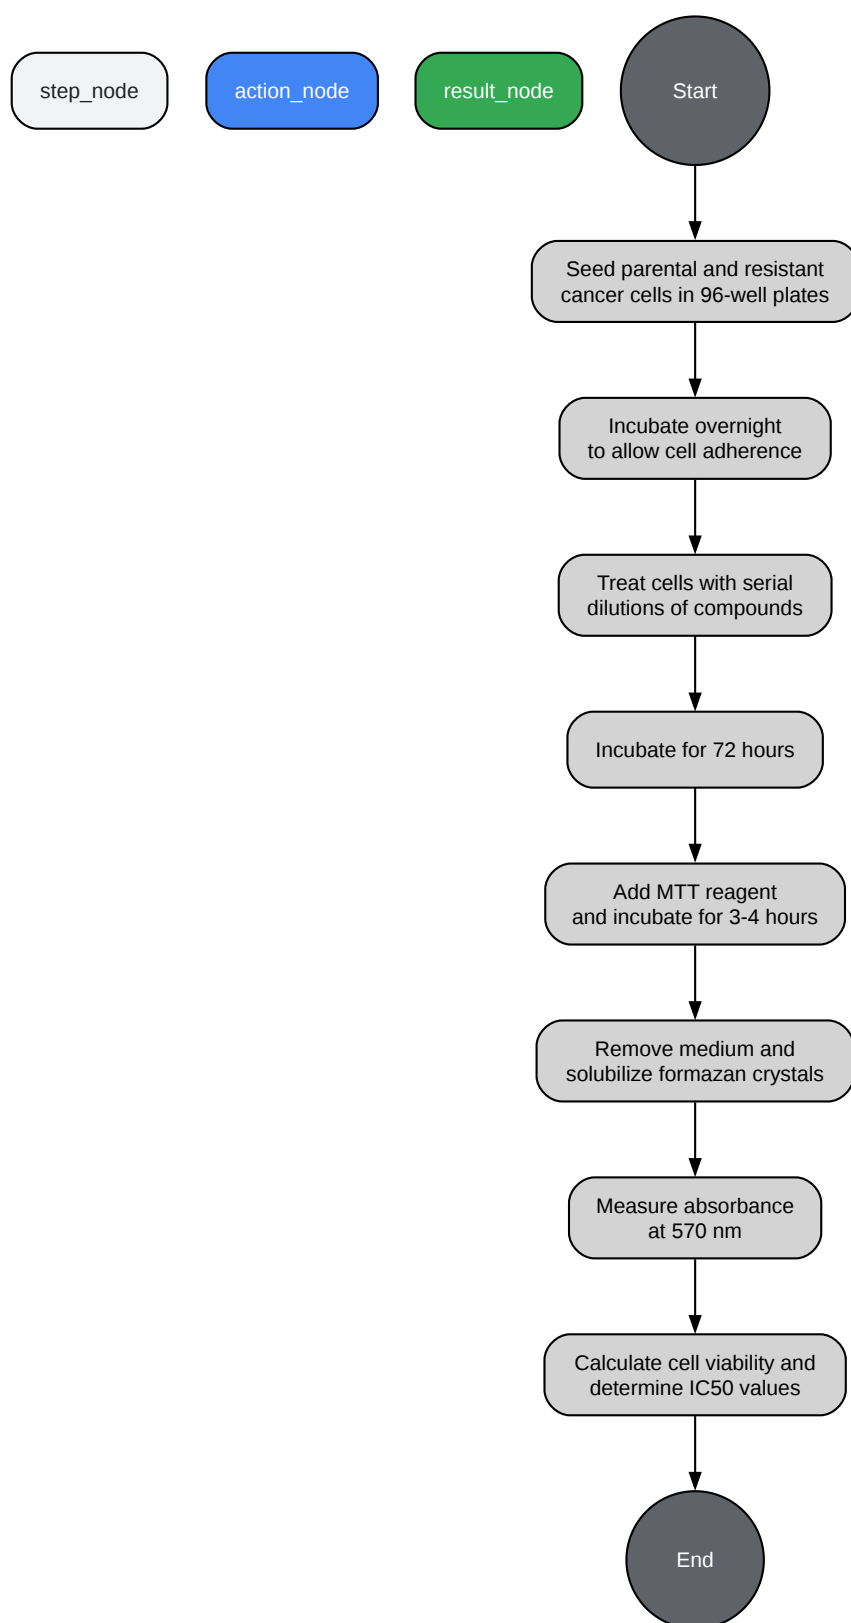 step_node
action_node
result_node
Start
Seed parental and resistant
cancer cells in 96-well plates
Incubate overnight
to allow cell adherence
Treat cells with serial
dilutions of compounds
Incubate for 72 hours
Add MTT reagent
and incubate for 3-4 hours
Remove medium and
solubilize formazan crystals
Measure absorbance
at 570 nm
Calculate cell viability and
determine IC50 values
End